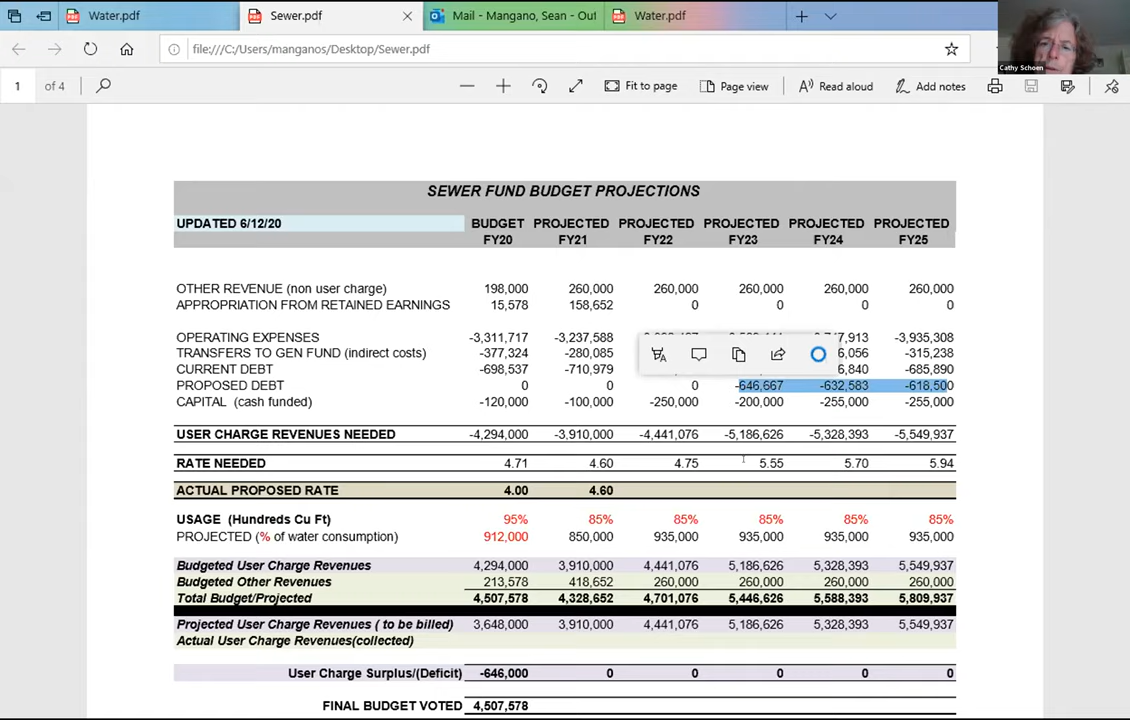 Water.pdf
Sewer.pdf
Mail - Mangano, Sean - Out
Water.pdf
file:///C:/Users/manganos/Desktop/Sewer.pdf
Cathy Schoen
1 of 4
Fit to page
Page view
Read aloud
Add notes
SEWER FUND BUDGET PROJECTIONS
UPDATED 6/12/20 BUDGET PROJECTED PROJECTED PROJECTED PROJECTED PROJECTED
FY20 FY21 FY22 FY23 FY24 FY25
OTHER REVENUE (non user charge) 198,000 260,000 260,000 260,000 260,000 260,000
APPROPRIATION FROM RETAINED EARNINGS 15,578 158,652 0 0 0 0
OPERATING EXPENSES -3,311,717 -3,237,588 -3,935,308
TRANSFERS TO GEN FUND (indirect costs) -377,324 -280,085 6,056 -315,238
CURRENT DEBT -698,537 -710,979 6,840 -685,890
PROPOSED DEBT 0 0 0 -646,667 -632,583 -618,500
CAPITAL (cash funded) -120,000 -100,000 -250,000 -200,000 -255,000 -255,000
USER CHARGE REVENUES NEEDED -4,294,000 -3,910,000 -4,441,076 -5,186,626 -5,328,393 -5,549,937
RATE NEEDED 4.71 4.60 4.75 5.55 5.70 5.94
ACTUAL PROPOSED RATE 4.00 4.60
USAGE (Hundreds Cu Ft) 95% 85% 85% 85% 85% 85%
PROJECTED (% of water consumption) 912,000 850,000 935,000 935,000 935,000 935,000
Budgeted User Charge Revenues 4,294,000 3,910,000 4,441,076 5,186,626 5,328,393 5,549,937
Budgeted Other Revenues 213,578 418,652 260,000 260,000 260,000 260,000
Total Budget/Projected 4,507,578 4,328,652 4,701,076 5,446,626 5,588,393 5,809,937
Projected User Charge Revenues ( to be billed) 3,648,000 3,910,000 4,441,076 5,186,626 5,328,393 5,549,937
Actual User Charge Revenues(collected)
User Charge Surplus/(Deficit) -646,000 0 0 0 0 0
FINAL BUDGET VOTED 4,507,578